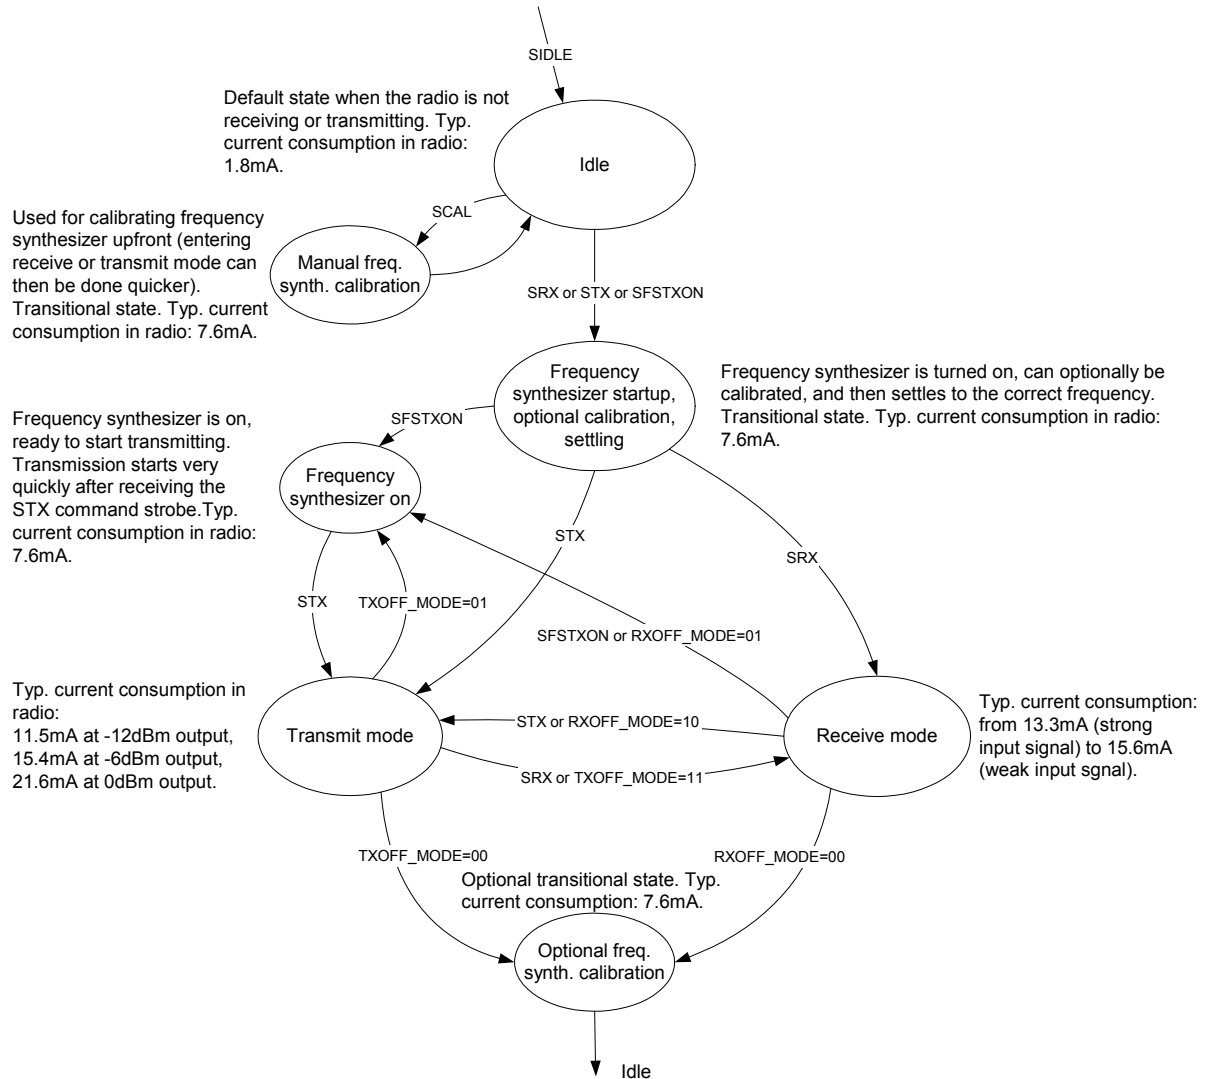 SIDLE
Default state when the radio is not
receiving or transmitting. Typ.
current consumption in radio:
1.8mA.
Idle
SCAL
Used for calibrating frequency
synthesizer upfront (entering
receive or transmit mode can
then be done quicker).
Transitional state. Typ. current
consumption in radio: 7.6mA.
Manual freq.
synth. calibration
SRX or STX or SFSTXON
Frequency
synthesizer startup,
optional calibration,
settling
Frequency synthesizer is turned on, can optionally be
calibrated, and then settles to the correct frequency.
Transitional state. Typ. current consumption in radio:
7.6mA.
SFSTXON
Frequency synthesizer is on,
ready to start transmitting.
Transmission starts very
quickly after receiving the
STX command strobe.Typ.
current consumption in radio:
7.6mA.
Frequency
synthesizer on
STX
SRX
STX
TXOFF_MODE=01
SFSTXON or RXOFF_MODE=01
Typ. current consumption in
radio:
11.5mA at -12dBm output,
15.4mA at -6dBm output,
21.6mA at 0dBm output.
Transmit mode
STX or RXOFF_MODE=10
SRX or TXOFF_MODE=11
Receive mode
Typ. current consumption:
from 13.3mA (strong
input signal) to 15.6mA
(weak input sgnal).
TXOFF_MODE=00
RXOFF_MODE=00
Optional transitional state. Typ.
current consumption: 7.6mA.
Optional freq.
synth. calibration
Idle